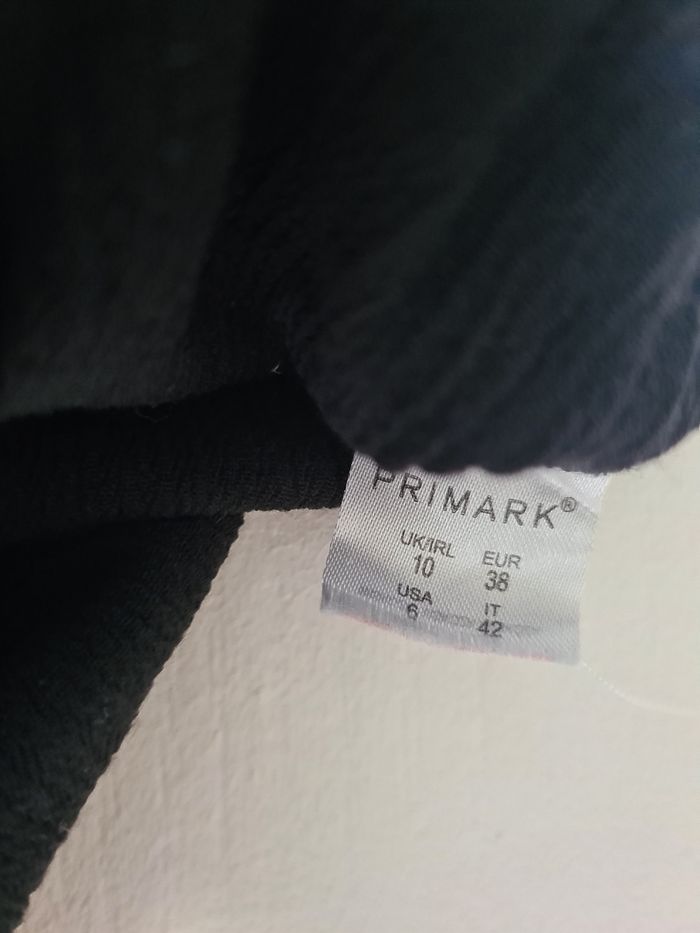 PRIMARK®
UK/IRL EUR
10 38
USA IT
6 42